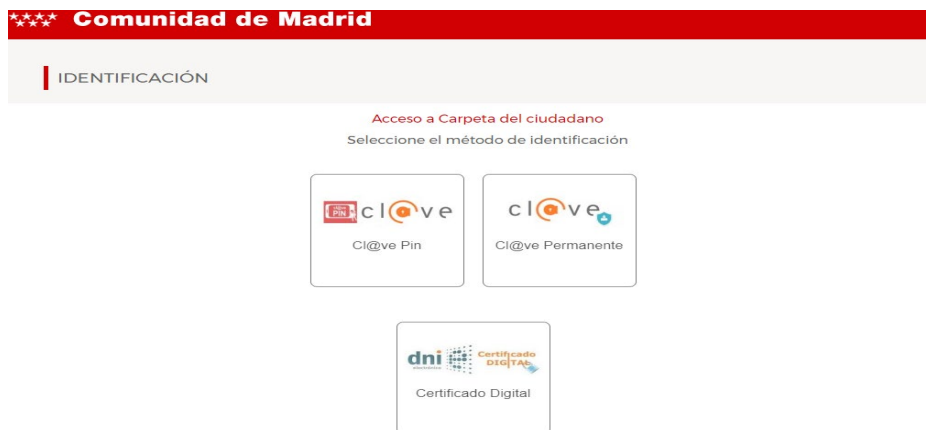 Comunidad de Madrid
IDENTIFICACIÓN
Acceso a Carpeta del ciudadano
Seleccione el método de identificación
PIN cl@ve
cl@ve
Cl@ve Pin
Cl@ve Permanente
dni
Certificado
DIGITAL
Certificado Digital